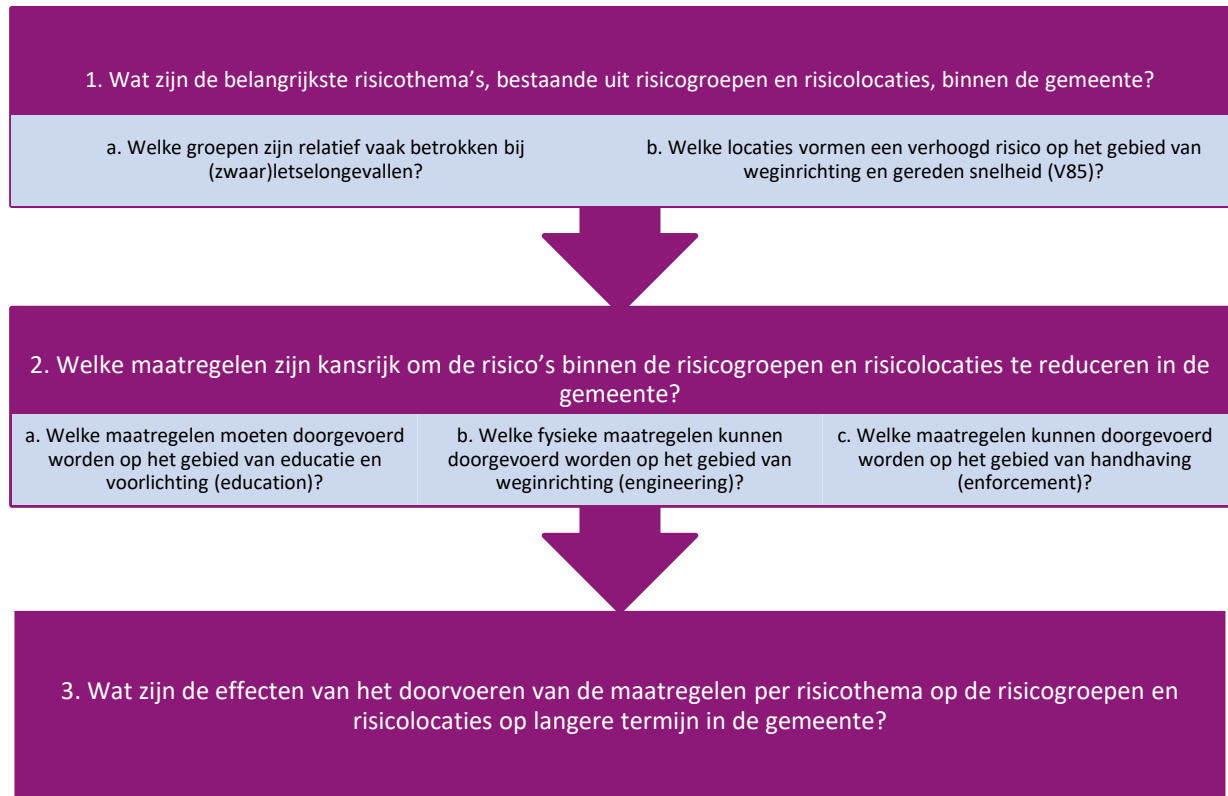 1. Wat zijn de belangrijkste risicothema’s, bestaande uit risicogroepen en risicolocaties, binnen de gemeente?
a. Welke groepen zijn relatief vaak betrokken bij
(zwaar)letselongevallen?
b. Welke locaties vormen een verhoogd risico op het gebied van
weginrichting en gereden snelheid (V85)?
2. Welke maatregelen zijn kansrijk om de risico’s binnen de risicogroepen en risicolocaties te reduceren in de
gemeente?
a. Welke maatregelen moeten doorgevoerd
worden op het gebied van educatie en
voorlichting (education)?
b. Welke fysieke maatregelen kunnen
doorgevoerd worden op het gebied van
weginrichting (engineering)?
c. Welke maatregelen kunnen doorgevoerd
worden op het gebied van handhaving
(enforcement)?
3. Wat zijn de effecten van het doorvoeren van de maatregelen per risicothema op de risicogroepen en
risicolocaties op langere termijn in de gemeente?